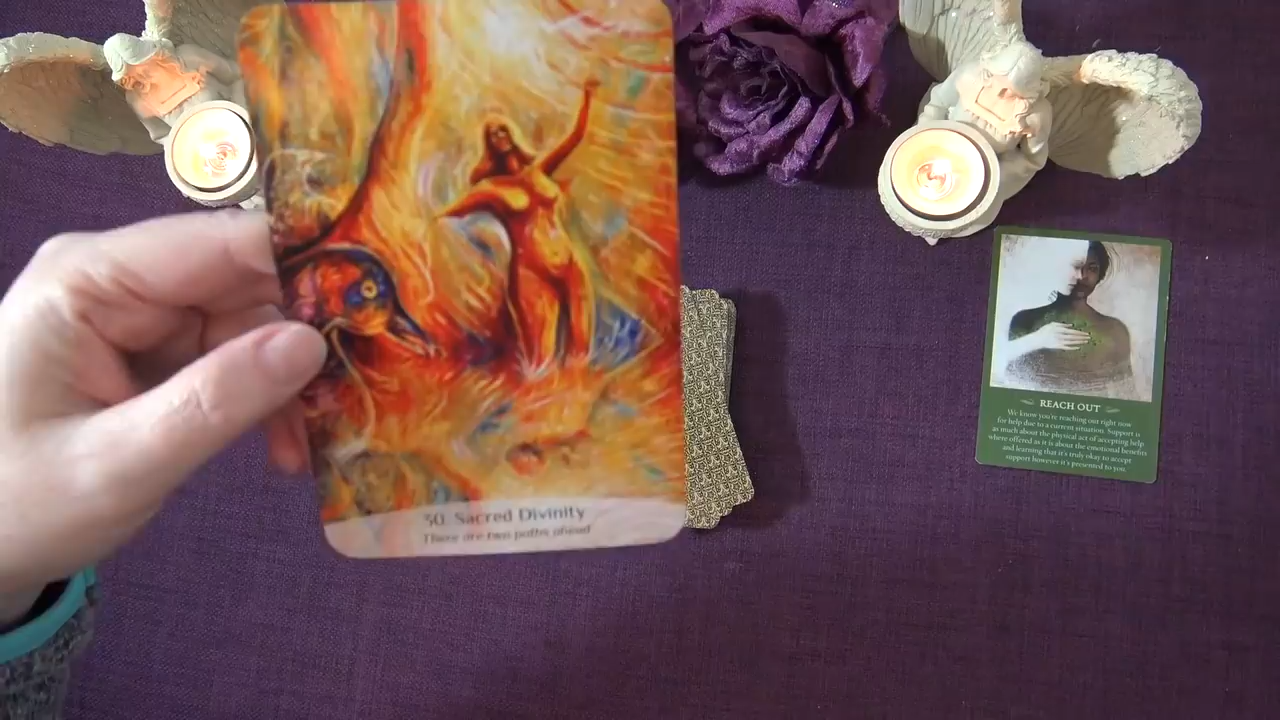 50. Sacred Divinity
There are two paths ahead
REACH OUT
We know you're reaching out right now
for help due to a current situation. Support is
as much about the physical act of accepting help
where offered as it is about the emotional benefits
and learning that it's truly okay to accept
support however it's presented to you.